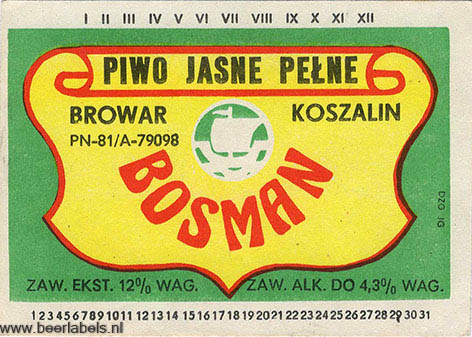 I II III IV V VI VII VIII IX X XI XII
PIWO JASNE PEŁNE
BROWAR KOSZALIN
PN-81/A-79098
BOSMAN
DZG IG
ZAW. EKST. 12% WAG. ZAW. ALK. DO 4,3% WAG.
1 2 3 4 5 6 7 8 9 10 11 12 13 14 15 16 17 18 19 20 21 22 23 24 25 26 27 28 29 30 31
www.beerlabels.nl